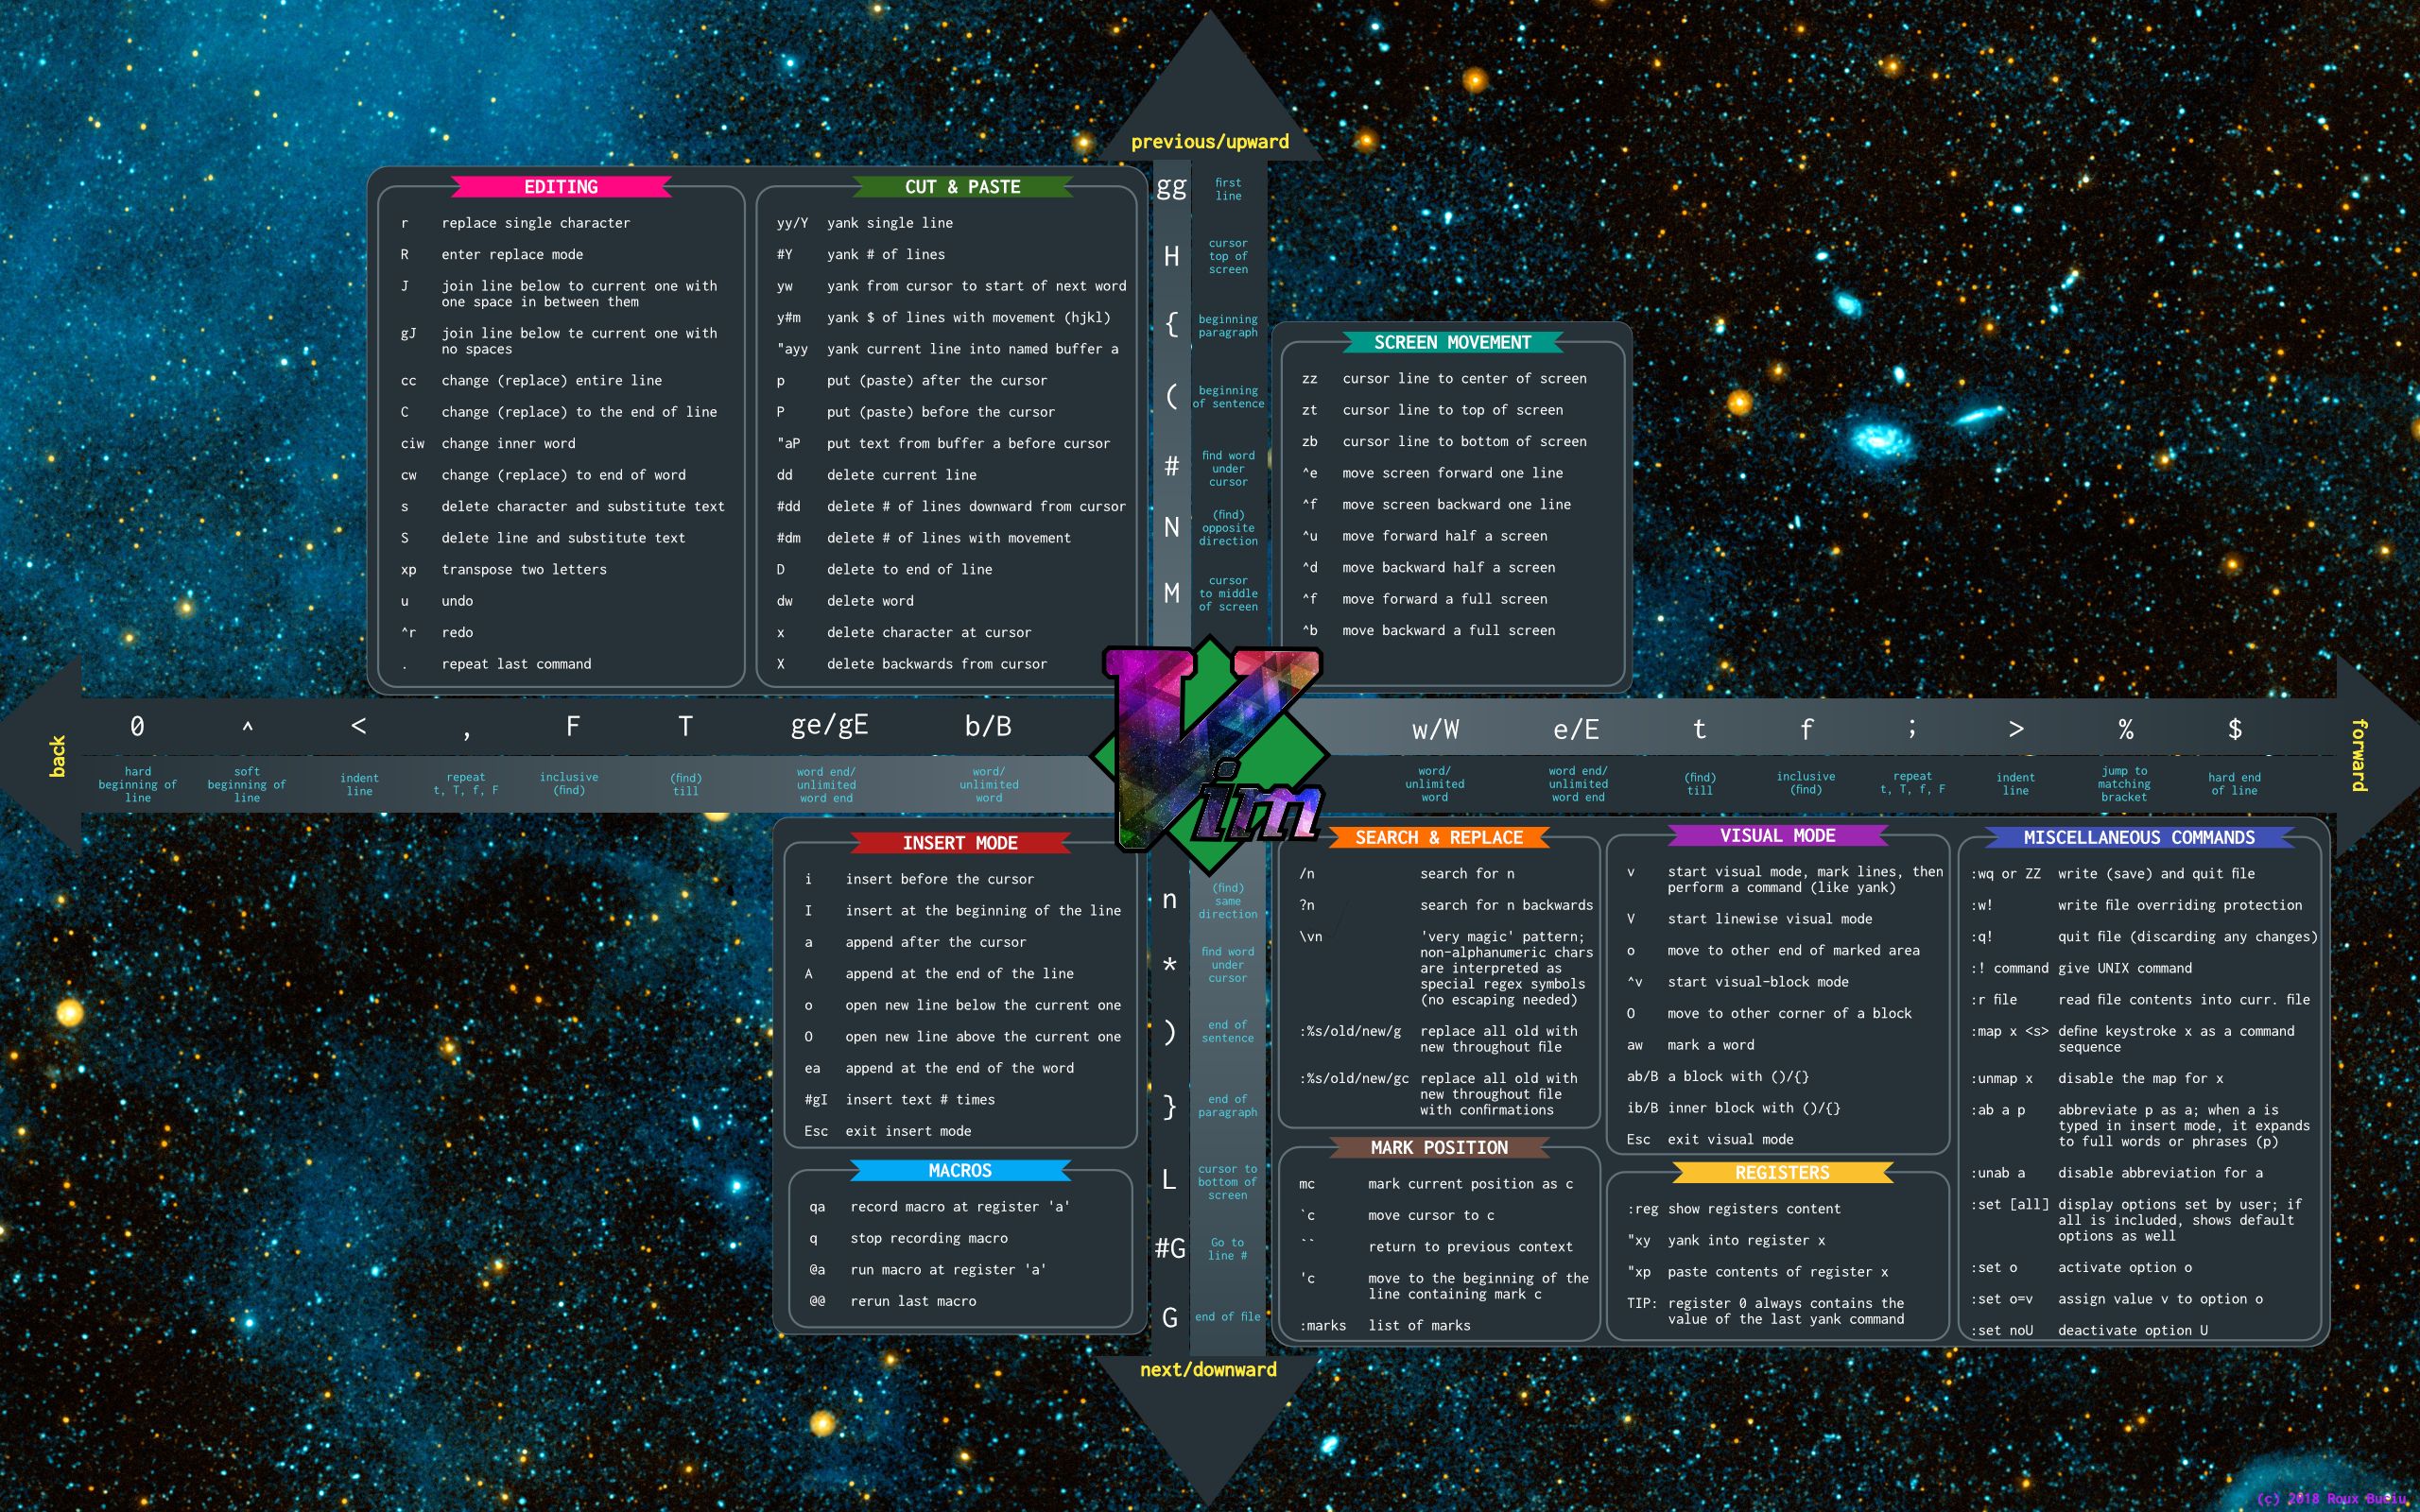 previous/upward
EDITING
r replace single character
R enter replace mode
J join line below to current one with
one space in between them
gJ join line below te current one with
no spaces
cc change (replace) entire line
C change (replace) to the end of line
ciw change inner word
cw change (replace) to end of word
s delete character and substitute text
S delete line and substitute text
xp transpose two letters
u undo
^r redo
. repeat last command
CUT & PASTE
yy/Y yank single line
#Y yank # of lines
yw yank from cursor to start of next word
y#m yank $ of lines with movement (hjkl)
"ayy yank current line into named buffer a
p put (paste) after the cursor
P put (paste) before the cursor
"aP put text from buffer a before cursor
dd delete current line
#dd delete # of lines downward from cursor
#dm delete # of lines with movement
D delete to end of line
dw delete word
x delete character at cursor
X delete backwards from cursor
gg first
line
H cursor
top of
screen
{ beginning
paragraph
( beginning
of sentence
# find word
under
cursor
N (find)
opposite
direction
M cursor
to middle
of screen
SCREEN MOVEMENT
zz cursor line to center of screen
zt cursor line to top of screen
zb cursor line to bottom of screen
^e move screen forward one line
^f move screen backward one line
^u move forward half a screen
^d move backward half a screen
^f move forward a full screen
^b move backward a full screen
back
0 hard
beginning of
line
^ soft
beginning of
line
< indent
line
, repeat
t, T, f, F
F inclusive
(find)
T (find)
till
ge/gE word end/
unlimited
word end
b/B word/
unlimited
word
Vim
w/W word/
unlimited
word
e/E word end/
unlimited
word end
t (find)
till
f inclusive
(find)
; repeat
t, T, f, F
> indent
line
% jump to
matching
bracket
$ hard end
of line
forward
INSERT MODE
i insert before the cursor
I insert at the beginning of the line
a append after the cursor
A append at the end of the line
o open new line below the current one
O open new line above the current one
ea append at the end of the word
#gI insert text # times
Esc exit insert mode
MACROS
qa record macro at register 'a'
q stop recording macro
@a run macro at register 'a'
@@ rerun last macro
n (find)
same
direction
* find word
under
cursor
) end of
sentence
} end of
paragraph
L cursor to
bottom of
screen
#G Go to
line #
G end of file
next/downward
SEARCH & REPLACE
/n search for n
?n search for n backwards
\vn 'very magic' pattern;
non-alphanumeric chars
are interpreted as
special regex symbols
(no escaping needed)
:%s/old/new/g replace all old with
new throughout file
:%s/old/new/gc replace all old with
new throughout file
with confirmations
MARK POSITION
mc mark current position as c
`c move cursor to c
`` return to previous context
'c move to the beginning of the
line containing mark c
:marks list of marks
VISUAL MODE
v start visual mode, mark lines, then
perform a command (like yank)
V start linewise visual mode
o move to other end of marked area
^v start visual-block mode
O move to other corner of a block
aw mark a word
ab/B a block with ()/{}
ib/B inner block with ()/{}
Esc exit visual mode
REGISTERS
:reg show registers content
"xy yank into register x
"xp paste contents of register x
TIP: register 0 always contains the
value of the last yank command
MISCELLANEOUS COMMANDS
:wq or ZZ write (save) and quit file
:w! write file overriding protection
:q! quit file (discarding any changes)
:! command give UNIX command
:r file read file contents into curr. file
:map x <s> define keystroke x as a command
sequence
:unmap x disable the map for x
:ab a p abbreviate p as a; when a is
typed in insert mode, it expands
to full words or phrases (p)
:unab a disable abbreviation for a
:set [all] display options set by user; if
all is included, shows default
options as well
:set o activate option o
:set o=v assign value v to option o
:set noU deactivate option U
(c) 2018 Roux Buciu